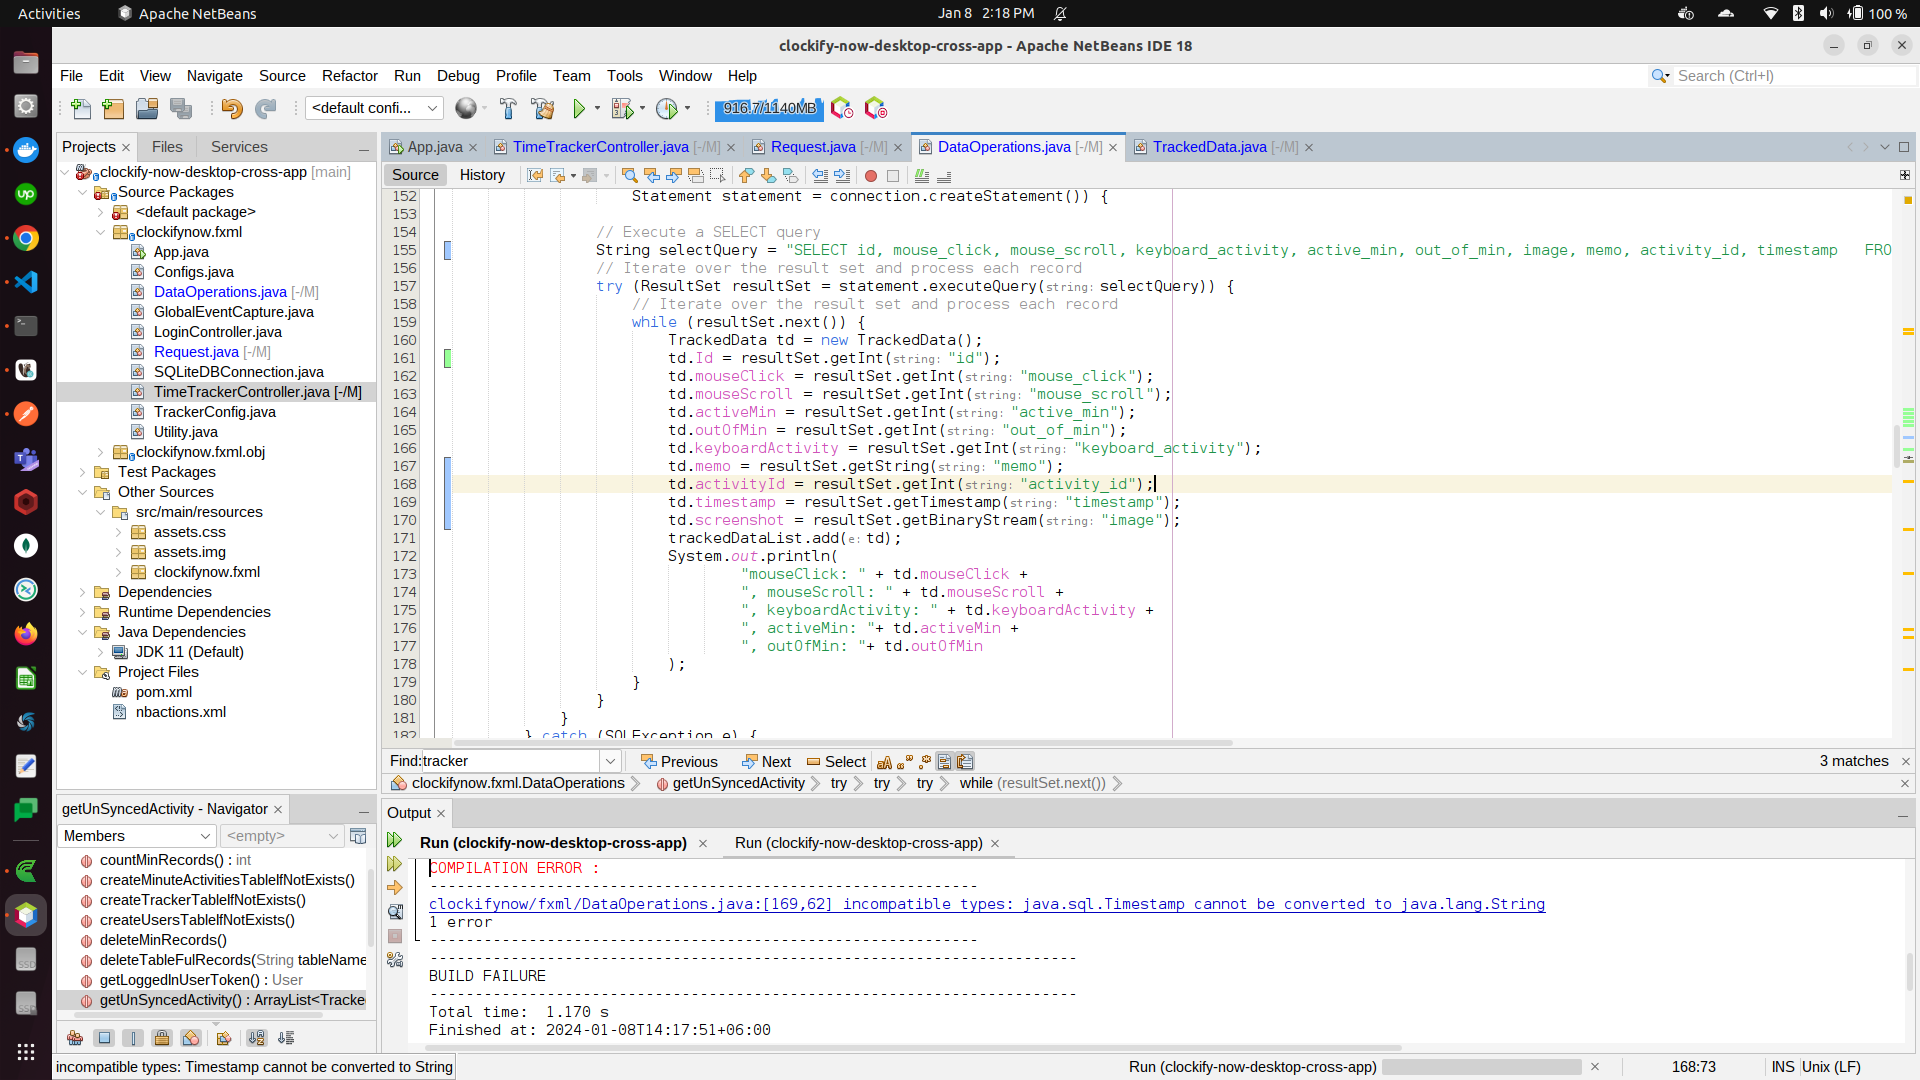 Activities
Apache NetBeans
Jan 8 2:18 PM
100 %
clockify-now-desktop-cross-app - Apache NetBeans IDE 18
File Edit View Navigate Source Refactor Run Debug Profile Team Tools Window Help
Search (Ctrl+I)
<default confi...
916.7/1140MB
Projects
Files
Services
clockify-now-desktop-cross-app [main]
Source Packages
<default package>
clockifynow.fxml
App.java
Configs.java
DataOperations.java [-/M]
GlobalEventCapture.java
LoginController.java
Request.java [-/M]
SQLiteDBConnection.java
TimeTrackerController.java [-/M]
TrackerConfig.java
Utility.java
clockifynow.fxml.obj
Test Packages
Other Sources
src/main/resources
assets.css
assets.img
clockifynow.fxml
Dependencies
Runtime Dependencies
Java Dependencies
JDK 11 (Default)
Project Files
pom.xml
nbactions.xml
App.java
TimeTrackerController.java [-/M]
Request.java [-/M]
DataOperations.java [-/M]
TrackedData.java [-/M]
Source
History
152 Statement statement = connection.createStatement()) {
153
154 // Execute a SELECT query
155 String selectQuery = "SELECT id, mouse_click, mouse_scroll, keyboard_activity, active_min, out_of_min, image, memo, activity_id, timestamp   FRO
156 // Iterate over the result set and process each record
157 try (ResultSet resultSet = statement.executeQuery(string: selectQuery)) {
158 // Iterate over the result set and process each record
159 while (resultSet.next()) {
160 TrackedData td = new TrackedData();
161 td.Id = resultSet.getInt(string: "id");
162 td.mouseClick = resultSet.getInt(string: "mouse_click");
163 td.mouseScroll = resultSet.getInt(string: "mouse_scroll");
164 td.activeMin = resultSet.getInt(string: "active_min");
165 td.outOfMin = resultSet.getInt(string: "out_of_min");
166 td.keyboardActivity = resultSet.getInt(string: "keyboard_activity");
167 td.memo = resultSet.getString(string: "memo");
168 td.activityId = resultSet.getInt(string: "activity_id");
169 td.timestamp = resultSet.getTimestamp(string: "timestamp");
170 td.screenshot = resultSet.getBinaryStream(string: "image");
171 trackedDataList.add(e: td);
172 System.out.println(
173 "mouseClick: " + td.mouseClick +
174 ", mouseScroll: " + td.mouseScroll +
175 ", keyboardActivity: " + td.keyboardActivity +
176 ", activeMin: "+ td.activeMin +
177 ", outOfMin: "+ td.outOfMin
178 );
179 }
180 }
181 }
182 } catch (SQLException e) {
Find: tracker
Previous
Next
Select
3 matches
clockifynow.fxml.DataOperations
getUnSyncedActivity
try
try
try
while (resultSet.next())
getUnSyncedActivity - Navigator
Members
<empty>
countMinRecords() : int
createMinuteActivitiesTableIfNotExists()
createTrackerTableIfNotExists()
createUsersTableIfNotExists()
deleteMinRecords()
deleteTableFulRecords(String tableName
getLoggedInUserToken() : User
getUnSyncedActivity() : ArrayList<Tracke
Output
Run (clockify-now-desktop-cross-app)
Run (clockify-now-desktop-cross-app)
COMPILATION ERROR :
-------------------------------------------------------------
clockifynow/fxml/DataOperations.java:[169,62] incompatible types: java.sql.Timestamp cannot be converted to java.lang.String
1 error
-------------------------------------------------------------
------------------------------------------------------------------------
BUILD FAILURE
------------------------------------------------------------------------
Total time:  1.170 s
Finished at: 2024-01-08T14:17:51+06:00
incompatible types: Timestamp cannot be converted to String
Run (clockify-now-desktop-cross-app)
168:73
INS
Unix (LF)